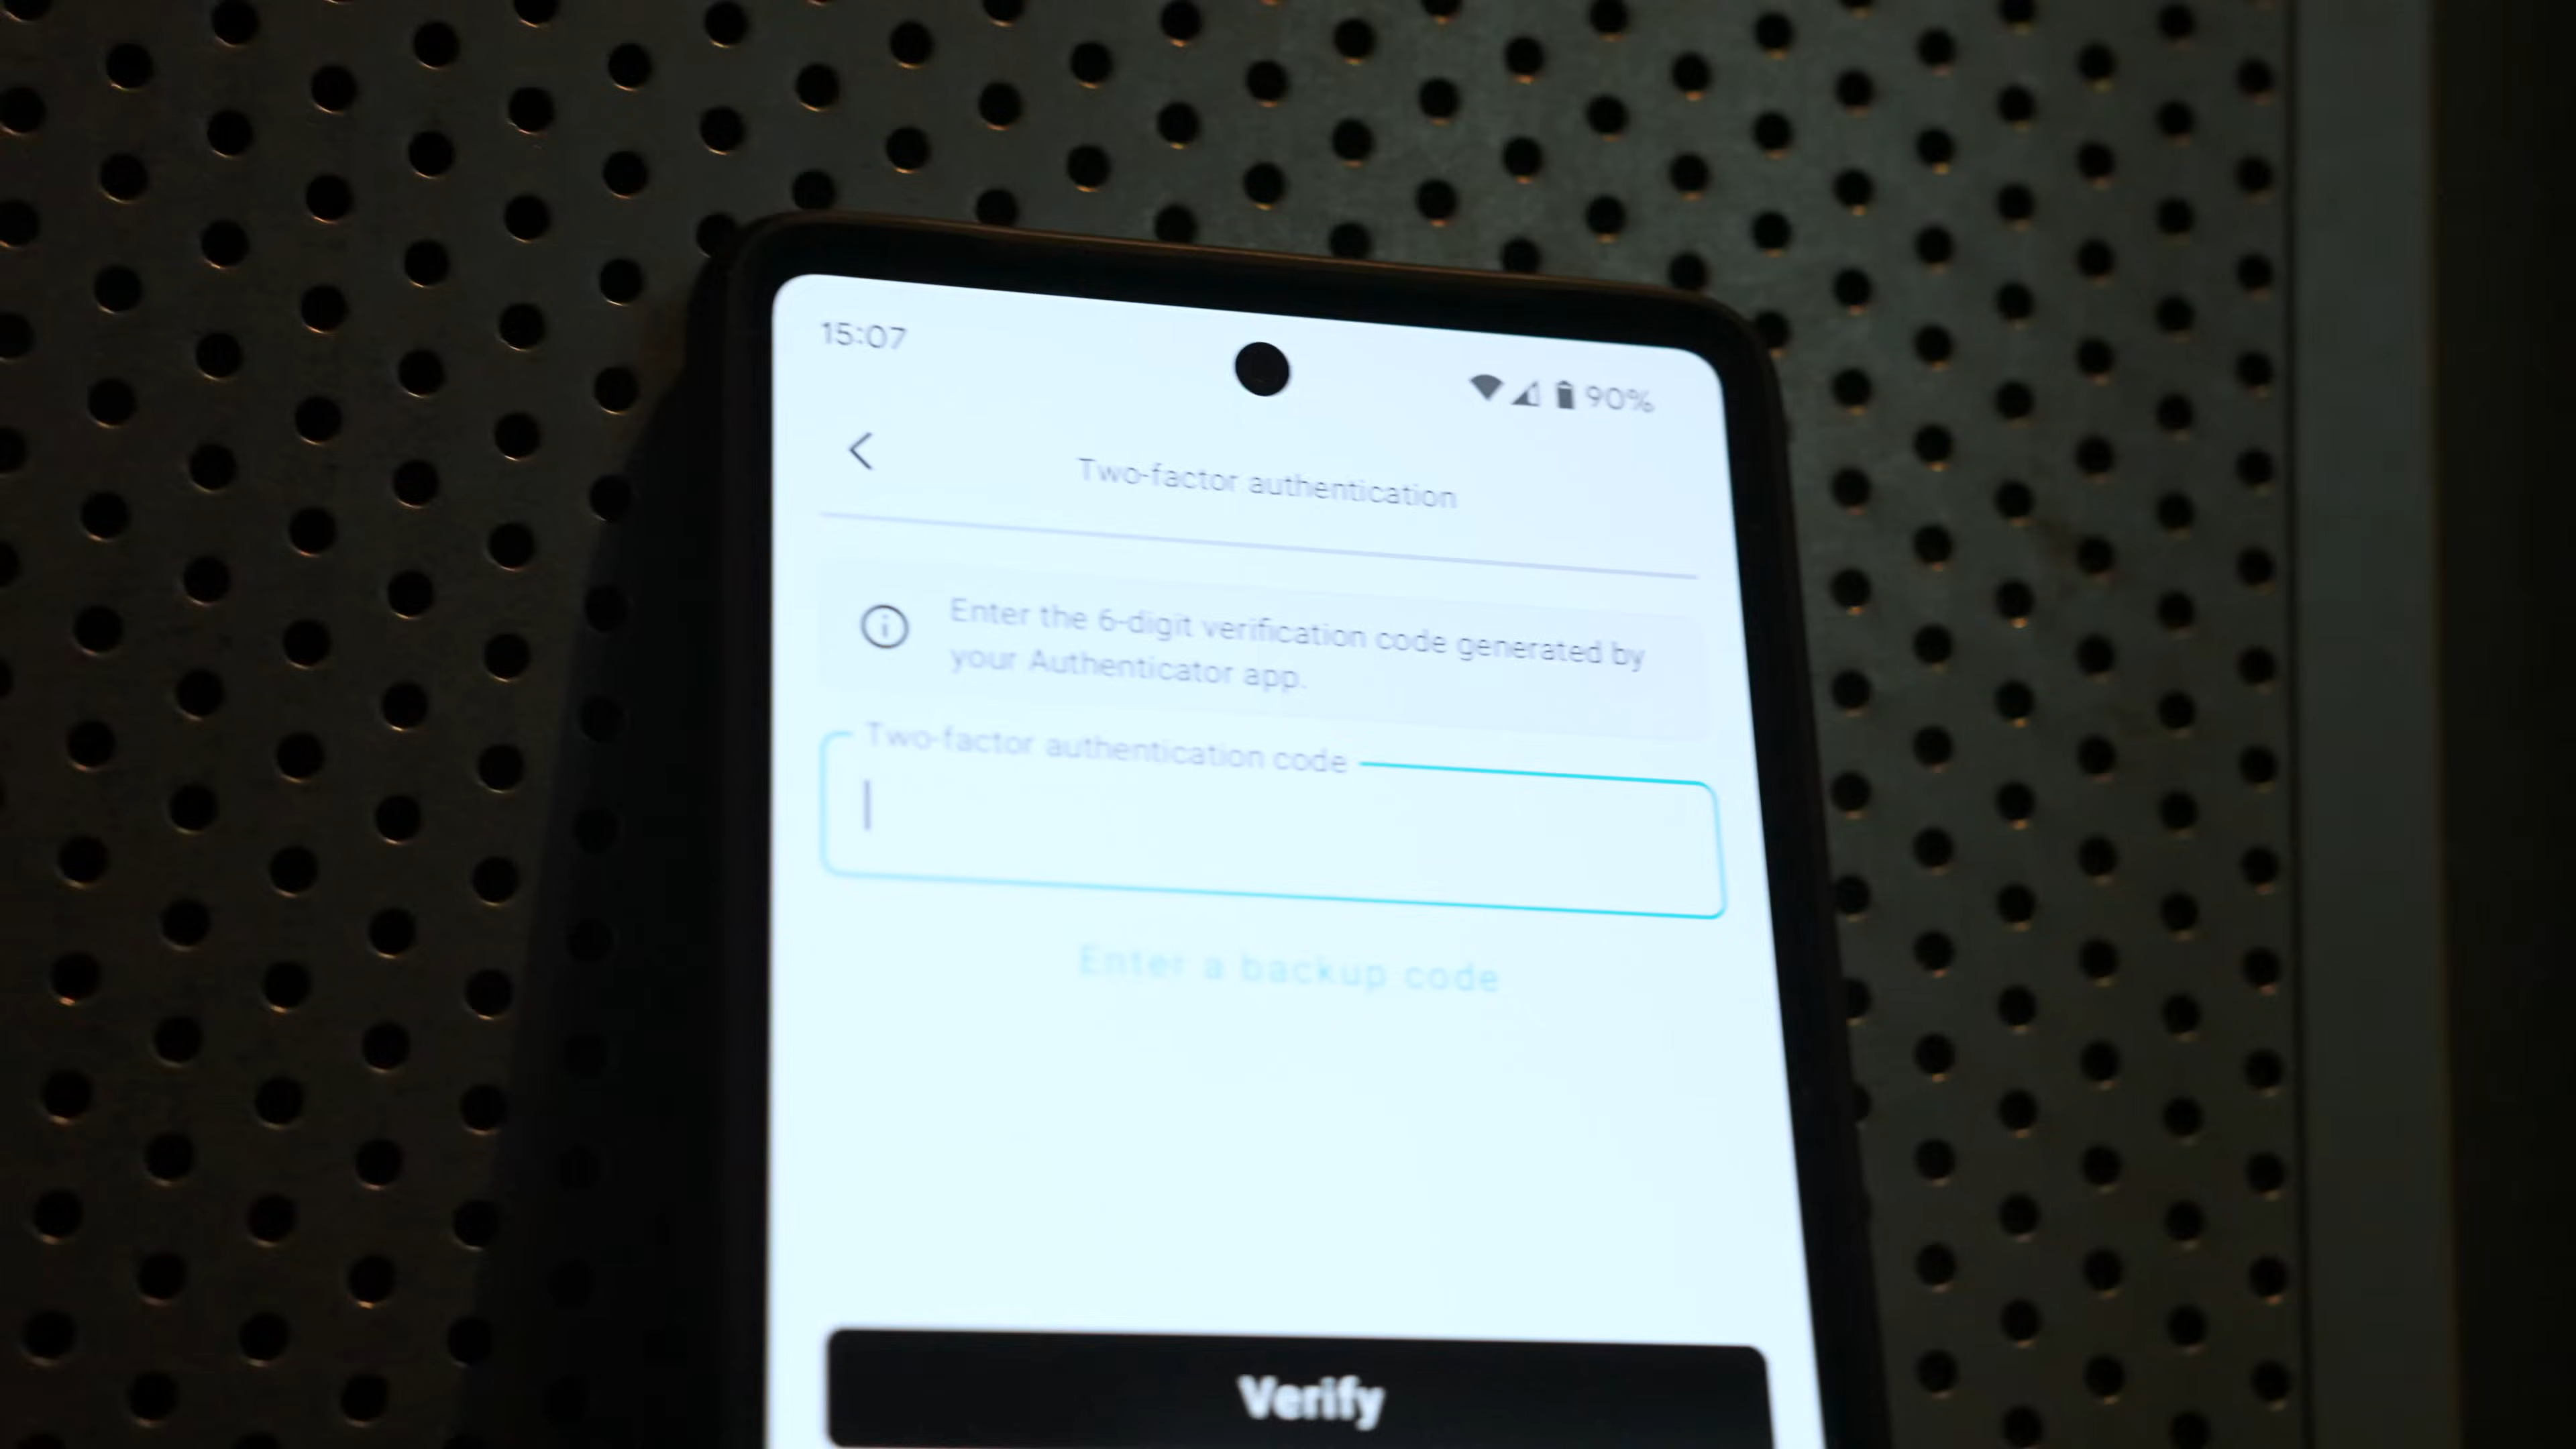 15:07
90%
Two-factor authentication
Enter the 6-digit verification code generated by
your Authenticator app.
Two-factor authentication code
Enter a backup code
Verify